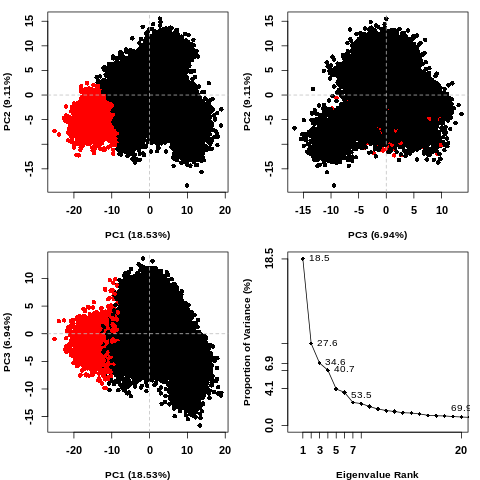 15
5
0
-5
-15
PC2 (9.11%)
-20 -10 0 10 20
PC1 (18.53%)
15
5
0
-5
-15
PC2 (9.11%)
-15 -10 -5 0 5 10
PC3 (6.94%)
10
5
0
-5
-10
-15
PC3 (6.94%)
-20 -10 0 10 20
PC1 (18.53%)
18.5
6.9
4.1
0.0
Proportion of Variance (%)
18.5
27.6
34.6
40.7
53.5
69.9
1 3 5 7 20
Eigenvalue Rank